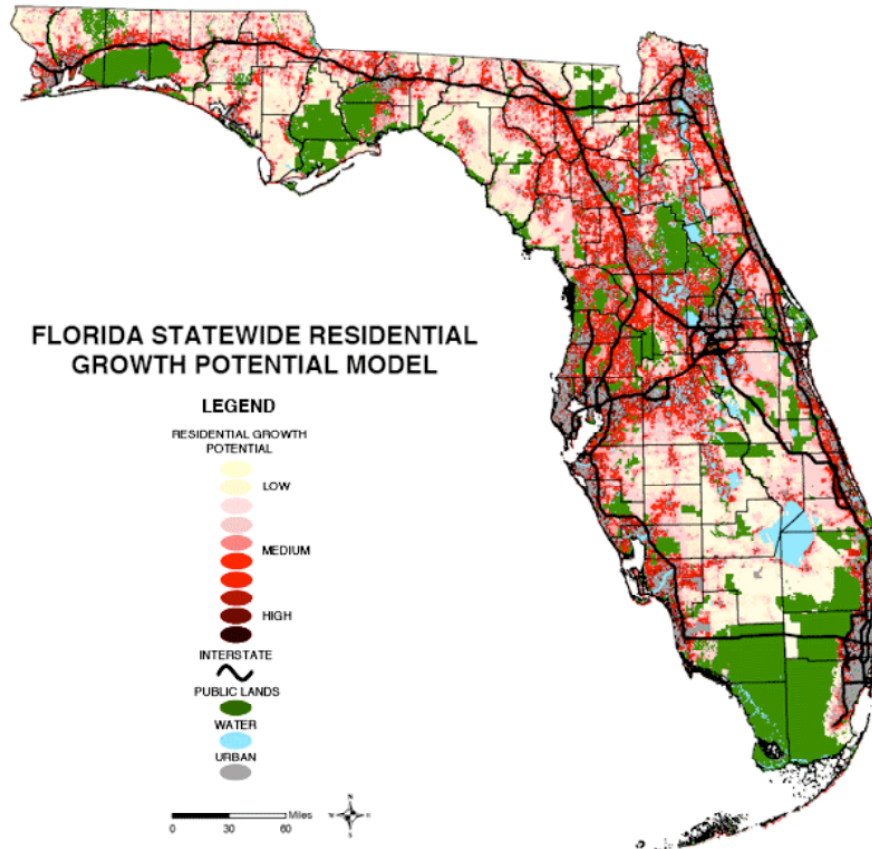 FLORIDA STATEWIDE RESIDENTIAL
GROWTH POTENTIAL MODEL
LEGEND
RESIDENTIAL GROWTH
POTENTIAL
LOW
MEDIUM
HIGH
INTERSTATE
PUBLIC LANDS
WATER
URBAN
Miles
0 30 60
N
W E
S